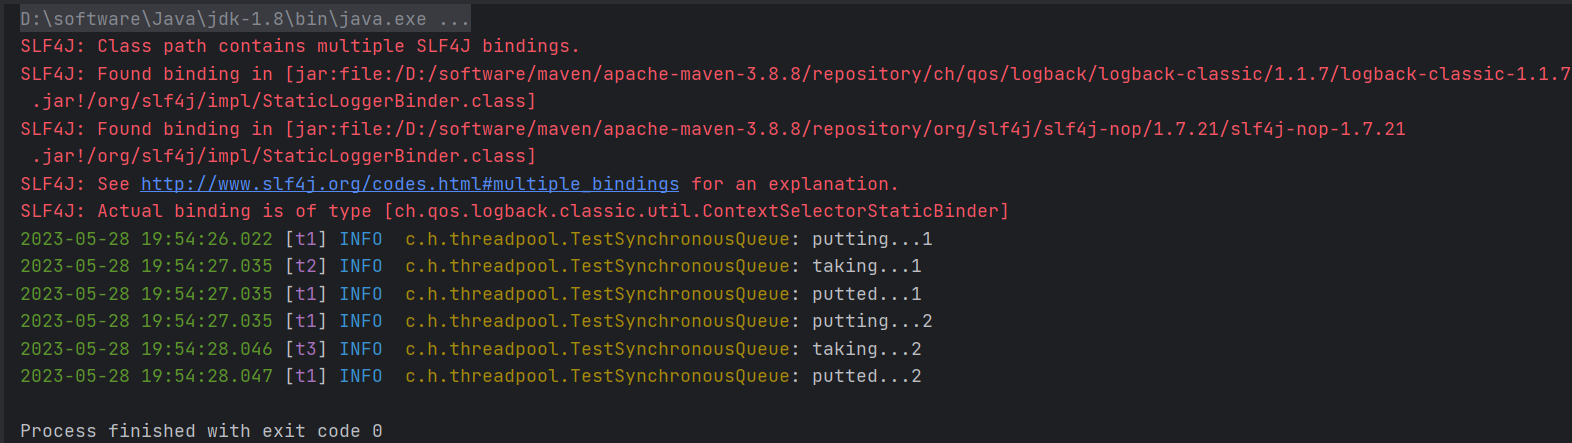 D:\software\Java\jdk-1.8\bin\java.exe ...
SLF4J: Class path contains multiple SLF4J bindings.
SLF4J: Found binding in [jar:file:/D:/software/maven/apache-maven-3.8.8/repository/ch/qos/logback/logback-classic/1.1.7/logback-classic-1.1.7
.jar!/org/slf4j/impl/StaticLoggerBinder.class]
SLF4J: Found binding in [jar:file:/D:/software/maven/apache-maven-3.8.8/repository/org/slf4j/slf4j-nop/1.7.21/slf4j-nop-1.7.21
.jar!/org/slf4j/impl/StaticLoggerBinder.class]
SLF4J: See http://www.slf4j.org/codes.html#multiple_bindings for an explanation.
SLF4J: Actual binding is of type [ch.qos.logback.classic.util.ContextSelectorStaticBinder]
2023-05-28 19:54:26.022 [t1] INFO  c.h.threadpool.TestSynchronousQueue: putting...1
2023-05-28 19:54:27.035 [t2] INFO  c.h.threadpool.TestSynchronousQueue: taking...1
2023-05-28 19:54:27.035 [t1] INFO  c.h.threadpool.TestSynchronousQueue: putted...1
2023-05-28 19:54:27.035 [t1] INFO  c.h.threadpool.TestSynchronousQueue: putting...2
2023-05-28 19:54:28.046 [t3] INFO  c.h.threadpool.TestSynchronousQueue: taking...2
2023-05-28 19:54:28.047 [t1] INFO  c.h.threadpool.TestSynchronousQueue: putted...2
Process finished with exit code 0